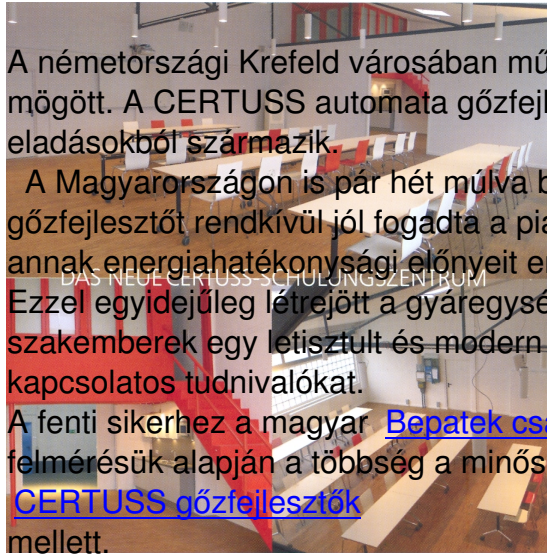 A németországi Krefeld városában mű
mögött. A CERTUSS automata gőzfejl
eladásokból származik.
A Magyarországon is pár hét múlva b
gőzfejlesztőt rendkívül jól fogadta a pia
annak energiahatékonysági előnyeit er
DAS NEUE CERTUSS-SCHULUNGSZENTRUM
Ezzel egyidejűleg létrejött a gyáregysé
szakemberek egy letisztult és modern
kapcsolatos tudnivalókat.
A fenti sikerhez a magyar Bepatek csa
felmérésük alapján a többség a minős
CERTUSS gőzfejlesztők
mellett.